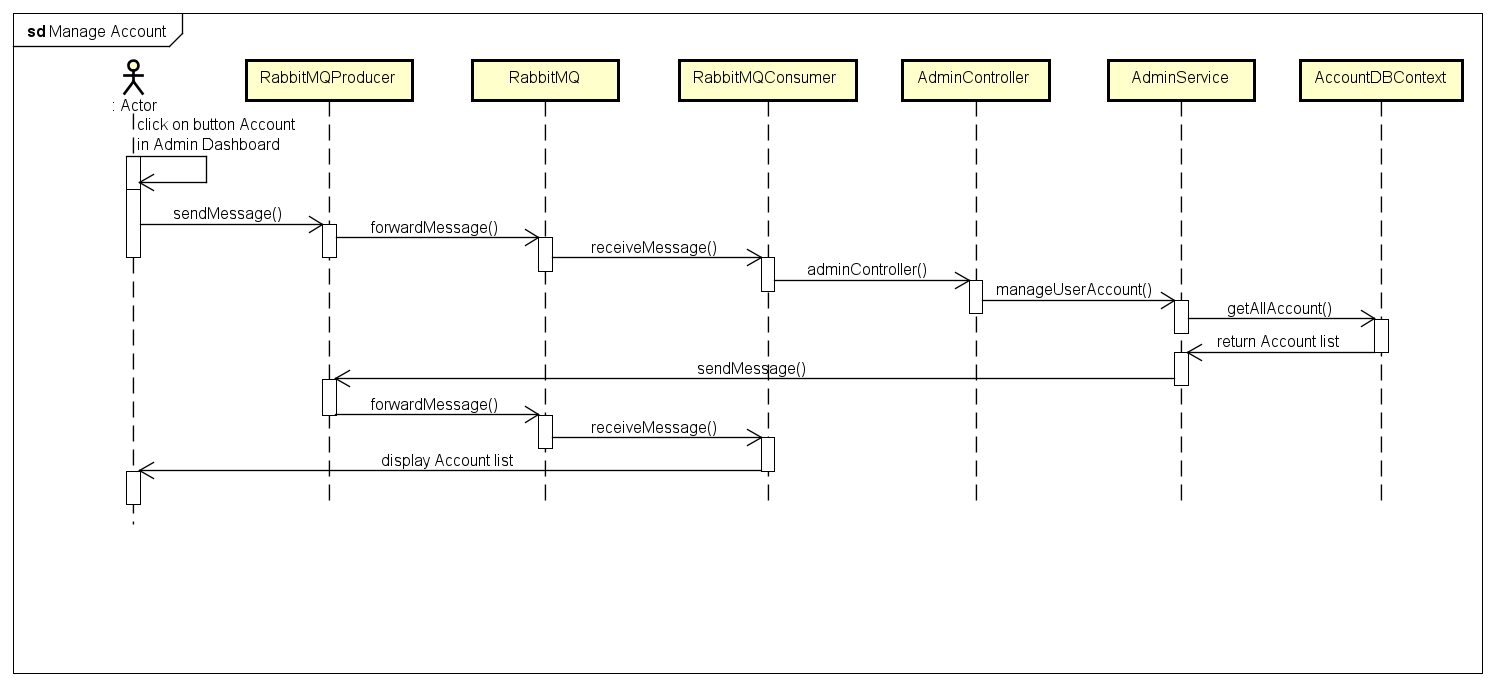 sd Manage Account
: Actor
RabbitMQProducer
RabbitMQ
RabbitMQConsumer
AdminController
AdminService
AccountDBContext
click on button Account
in Admin Dashboard
sendMessage()
forwardMessage()
receiveMessage()
adminController()
manageUserAccount()
getAllAccount()
return Account list
sendMessage()
forwardMessage()
receiveMessage()
display Account list